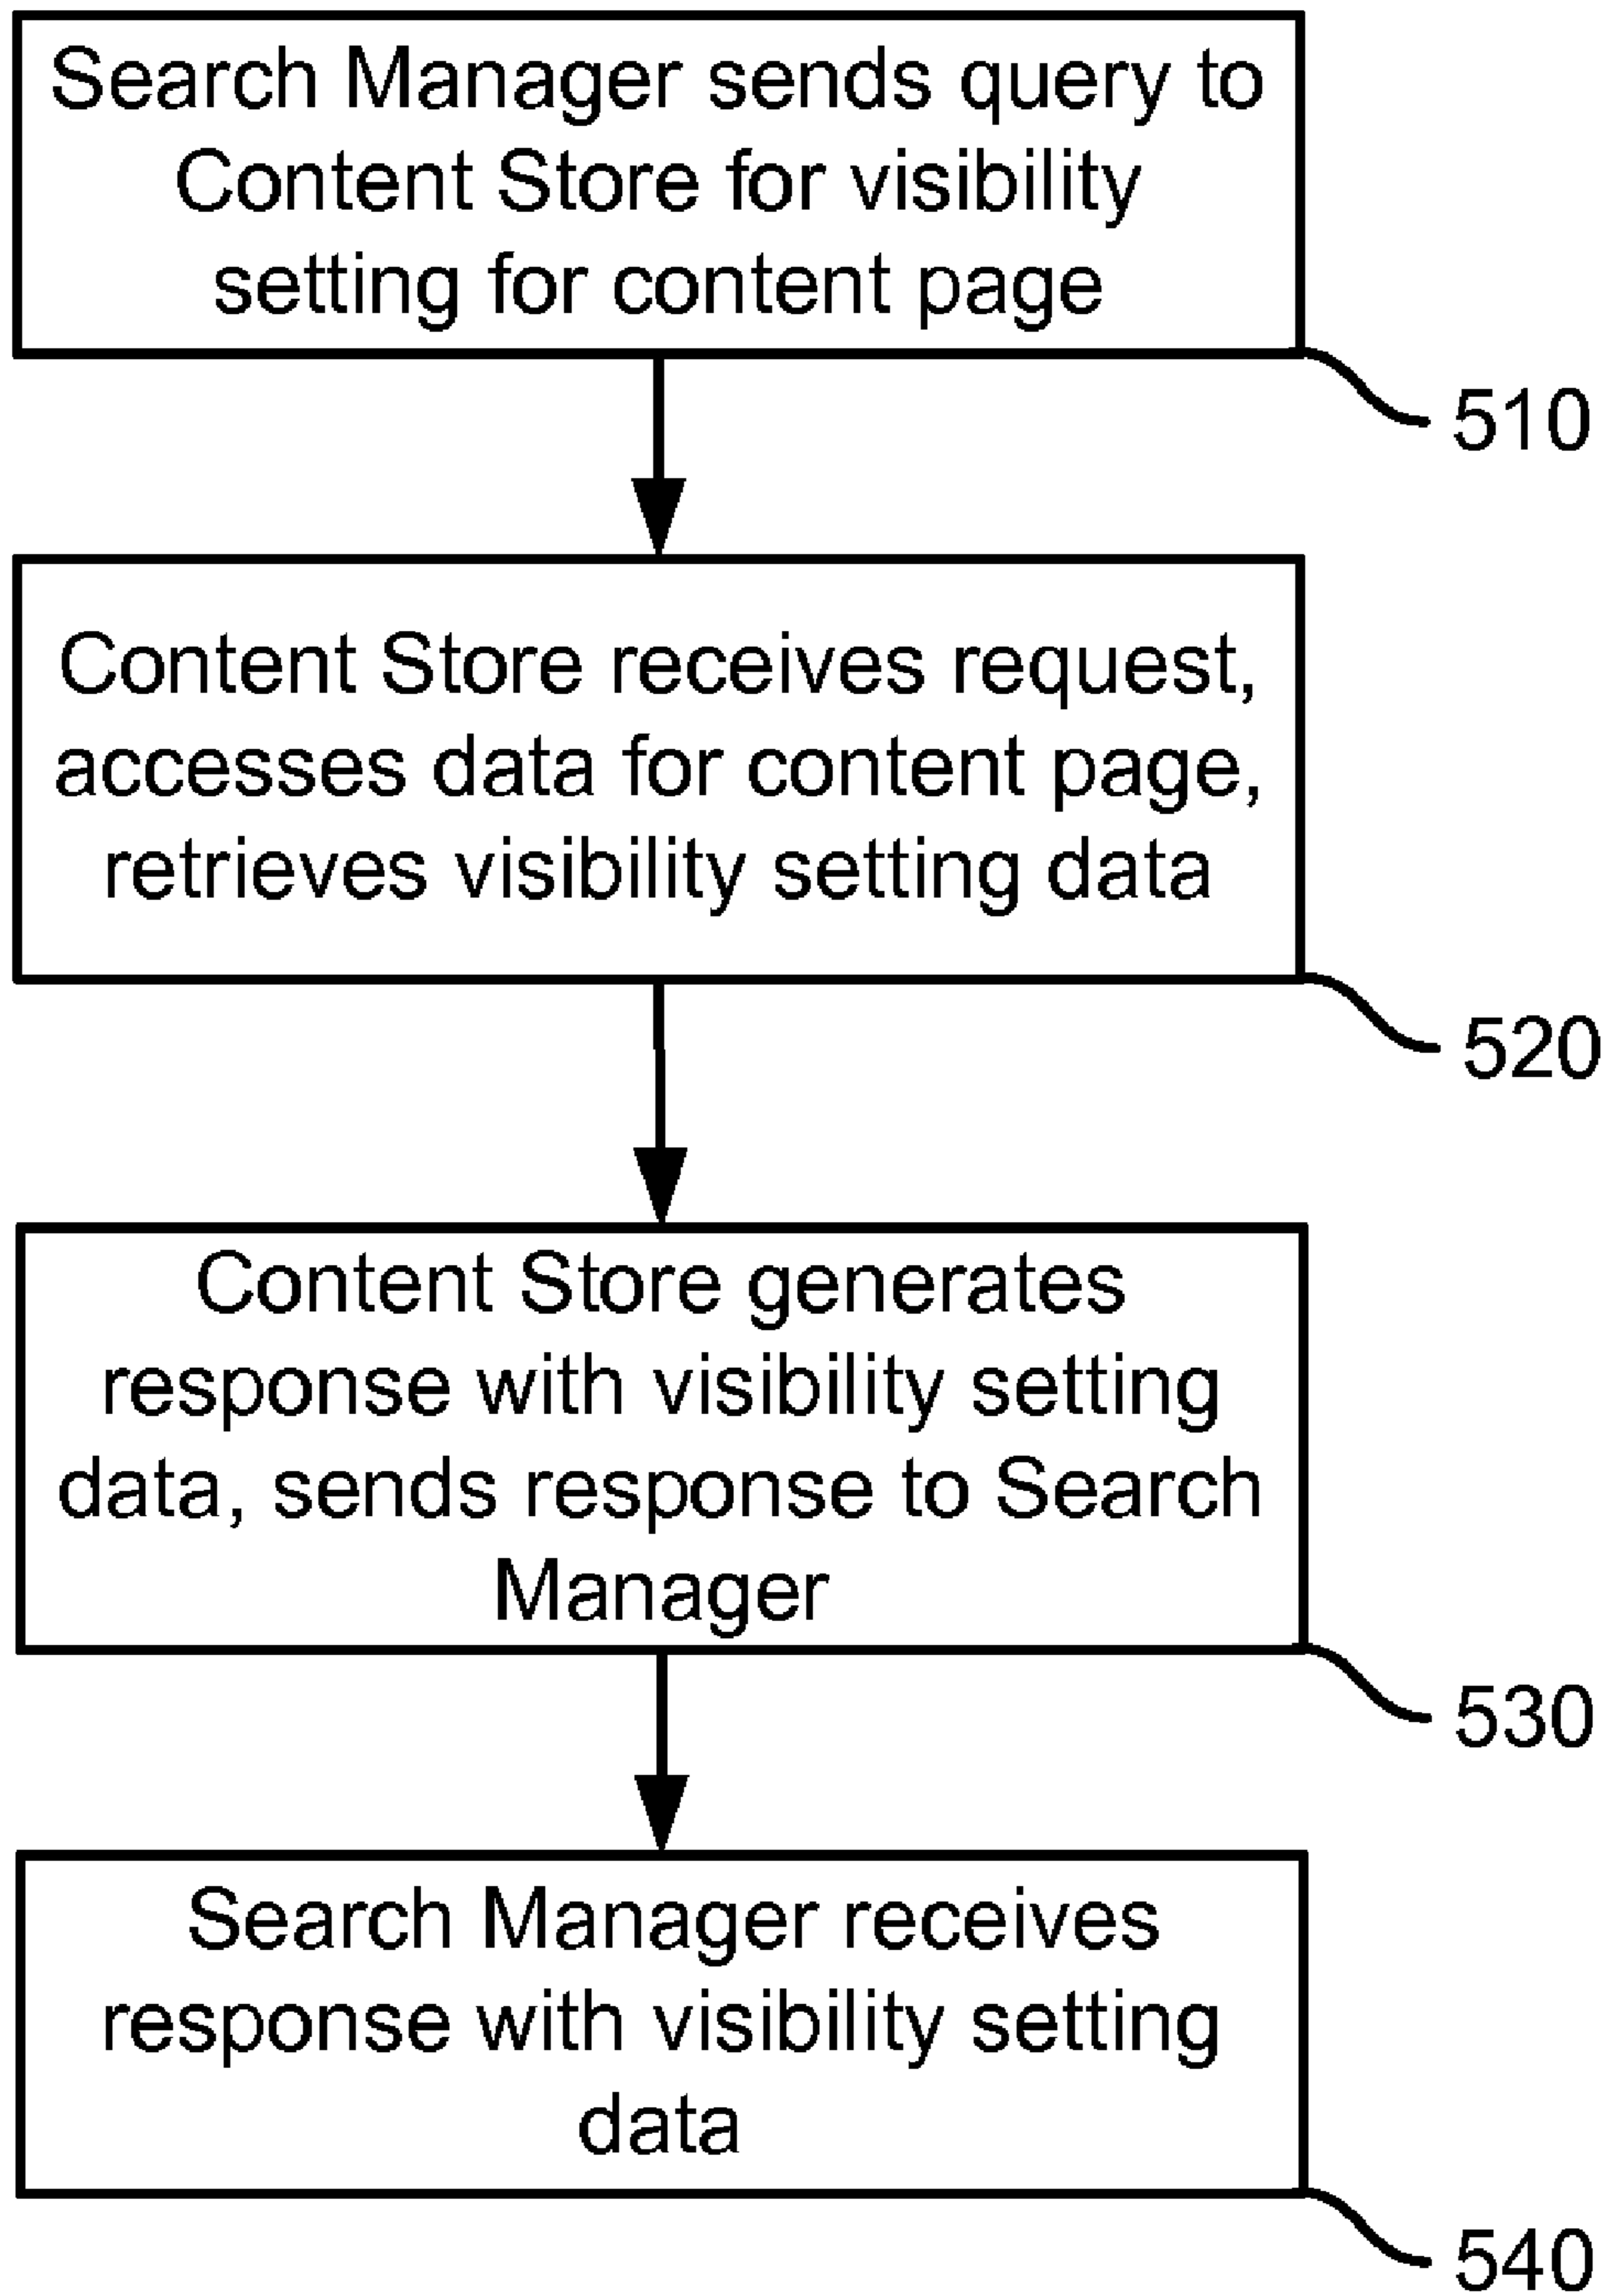 Search Manager sends query to
Content Store for visibility
setting for content page
510
Content Store receives request,
accesses data for content page,
retrieves visibility setting data
520
Content Store generates
response with visibility setting
data, sends response to Search
Manager
530
Search Manager receives
response with visibility setting
data
540